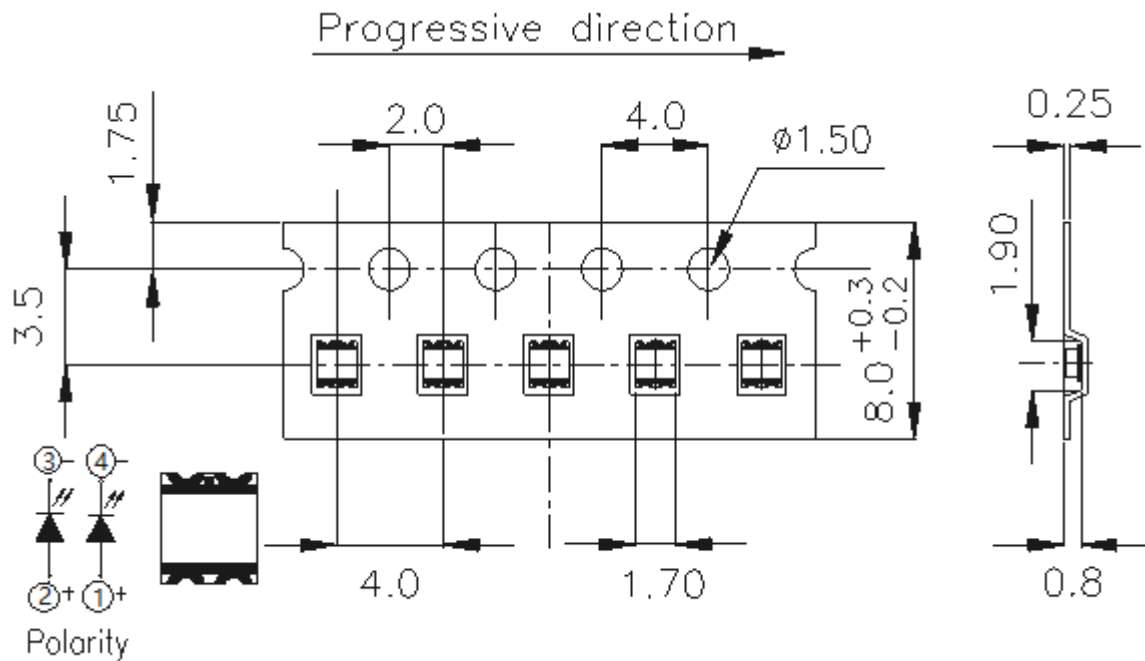 Progressive direction
1.75
2.0
4.0
ø1.50
0.25
3.5
8.0 +0.3 -0.2
1.90
③- ④-
②+ ①+
Polarity
4.0
1.70
0.8